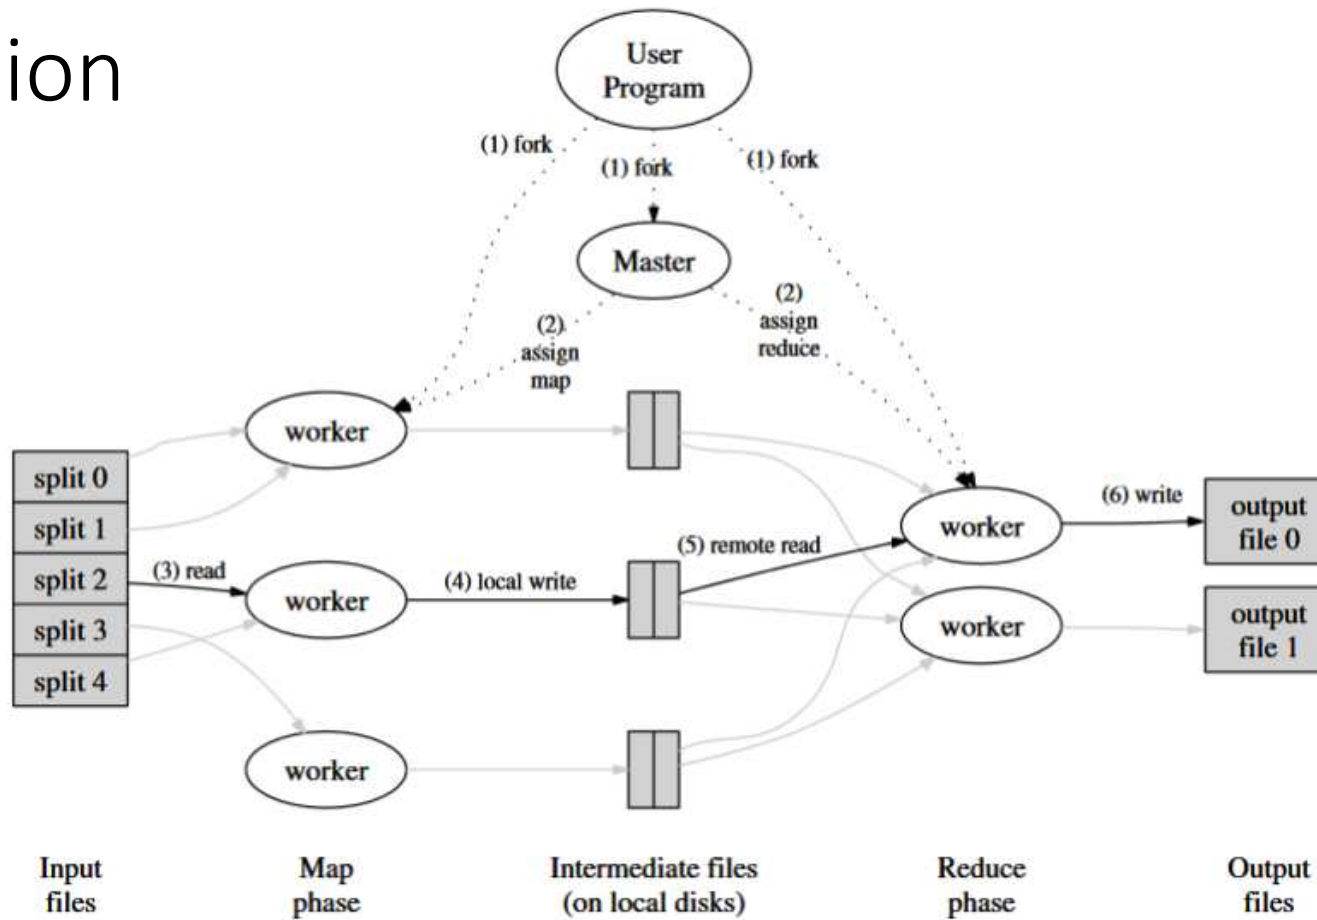 ion
User
Program
(1) fork
(1) fork
(1) fork
Master
(2)
assign
map
(2)
assign
reduce
worker
split 0
split 1
split 2
split 3
split 4
(3) read
worker
(4) local write
worker
(5) remote read
worker
(6) write
output
file 0
worker
output
file 1
Input
files
Map
phase
Intermediate files
(on local disks)
Reduce
phase
Output
files